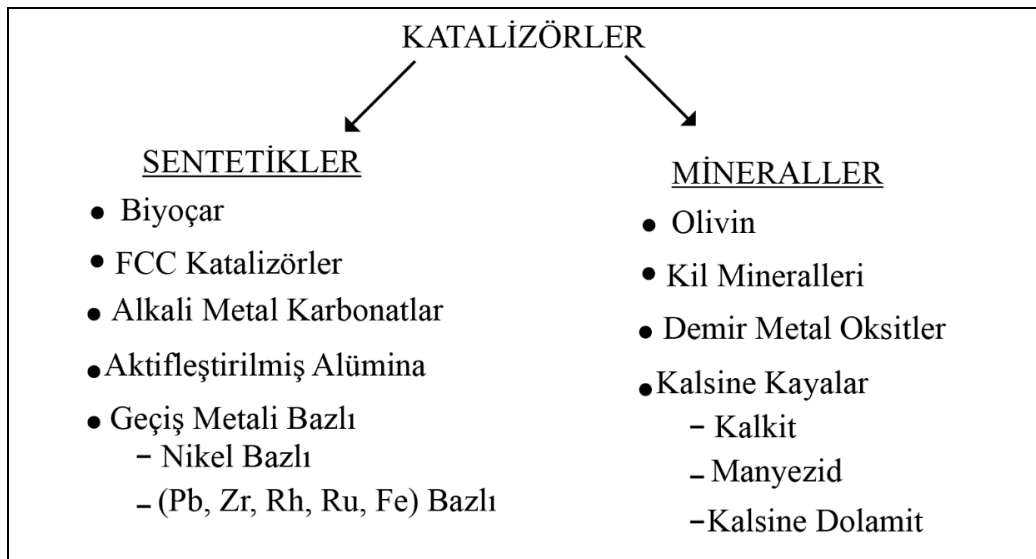 KATALİZÖRLER
SENTETİKLER
• Biyoçar
• FCC Katalizörler
• Alkali Metal Karbonatlar
• Aktifleştirilmiş Alümina
• Geçiş Metali Bazlı
- Nikel Bazlı
- (Pb, Zr, Rh, Ru, Fe) Bazlı
MİNERALLER
• Olivin
• Kil Mineralleri
• Demir Metal Oksitler
• Kalsine Kayalar
- Kalkit
- Manyezid
- Kalsine Dolamit